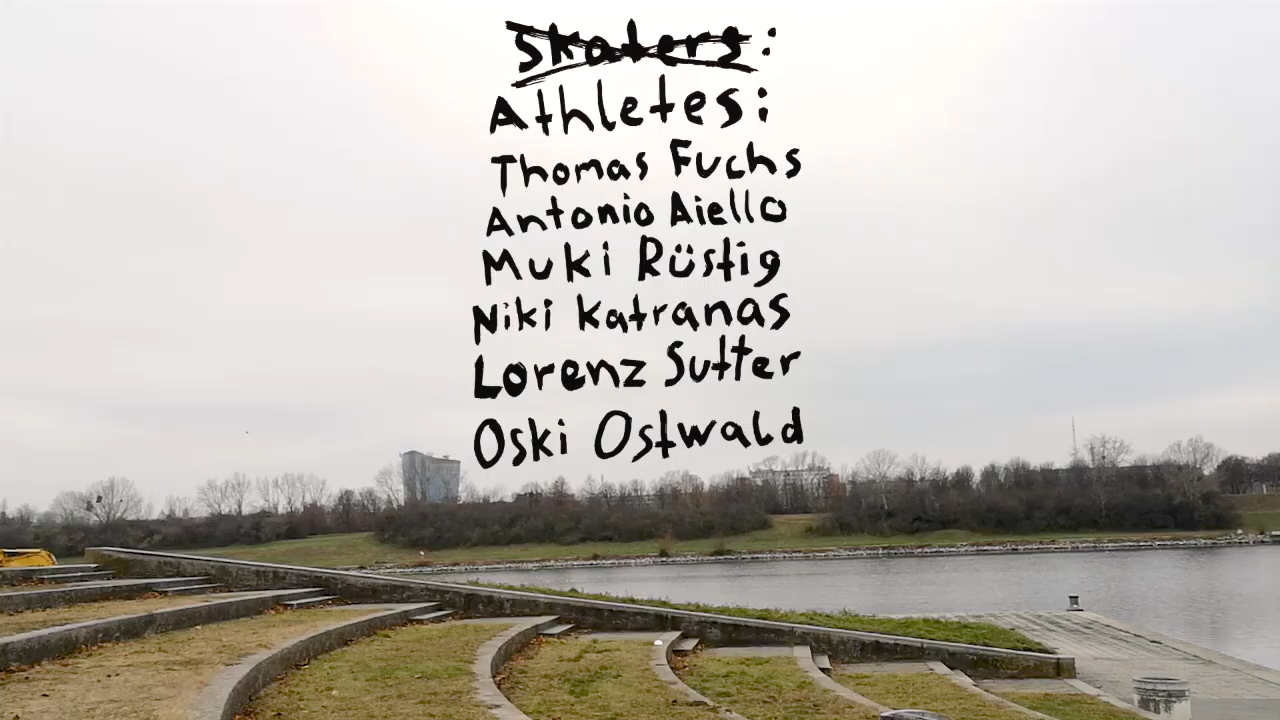 Skaters:
Athletes:
Thomas Fuchs
Antonio Aiello
Muki Rüstig
Niki Katranas
Lorenz Sutter
Oski Ostwald